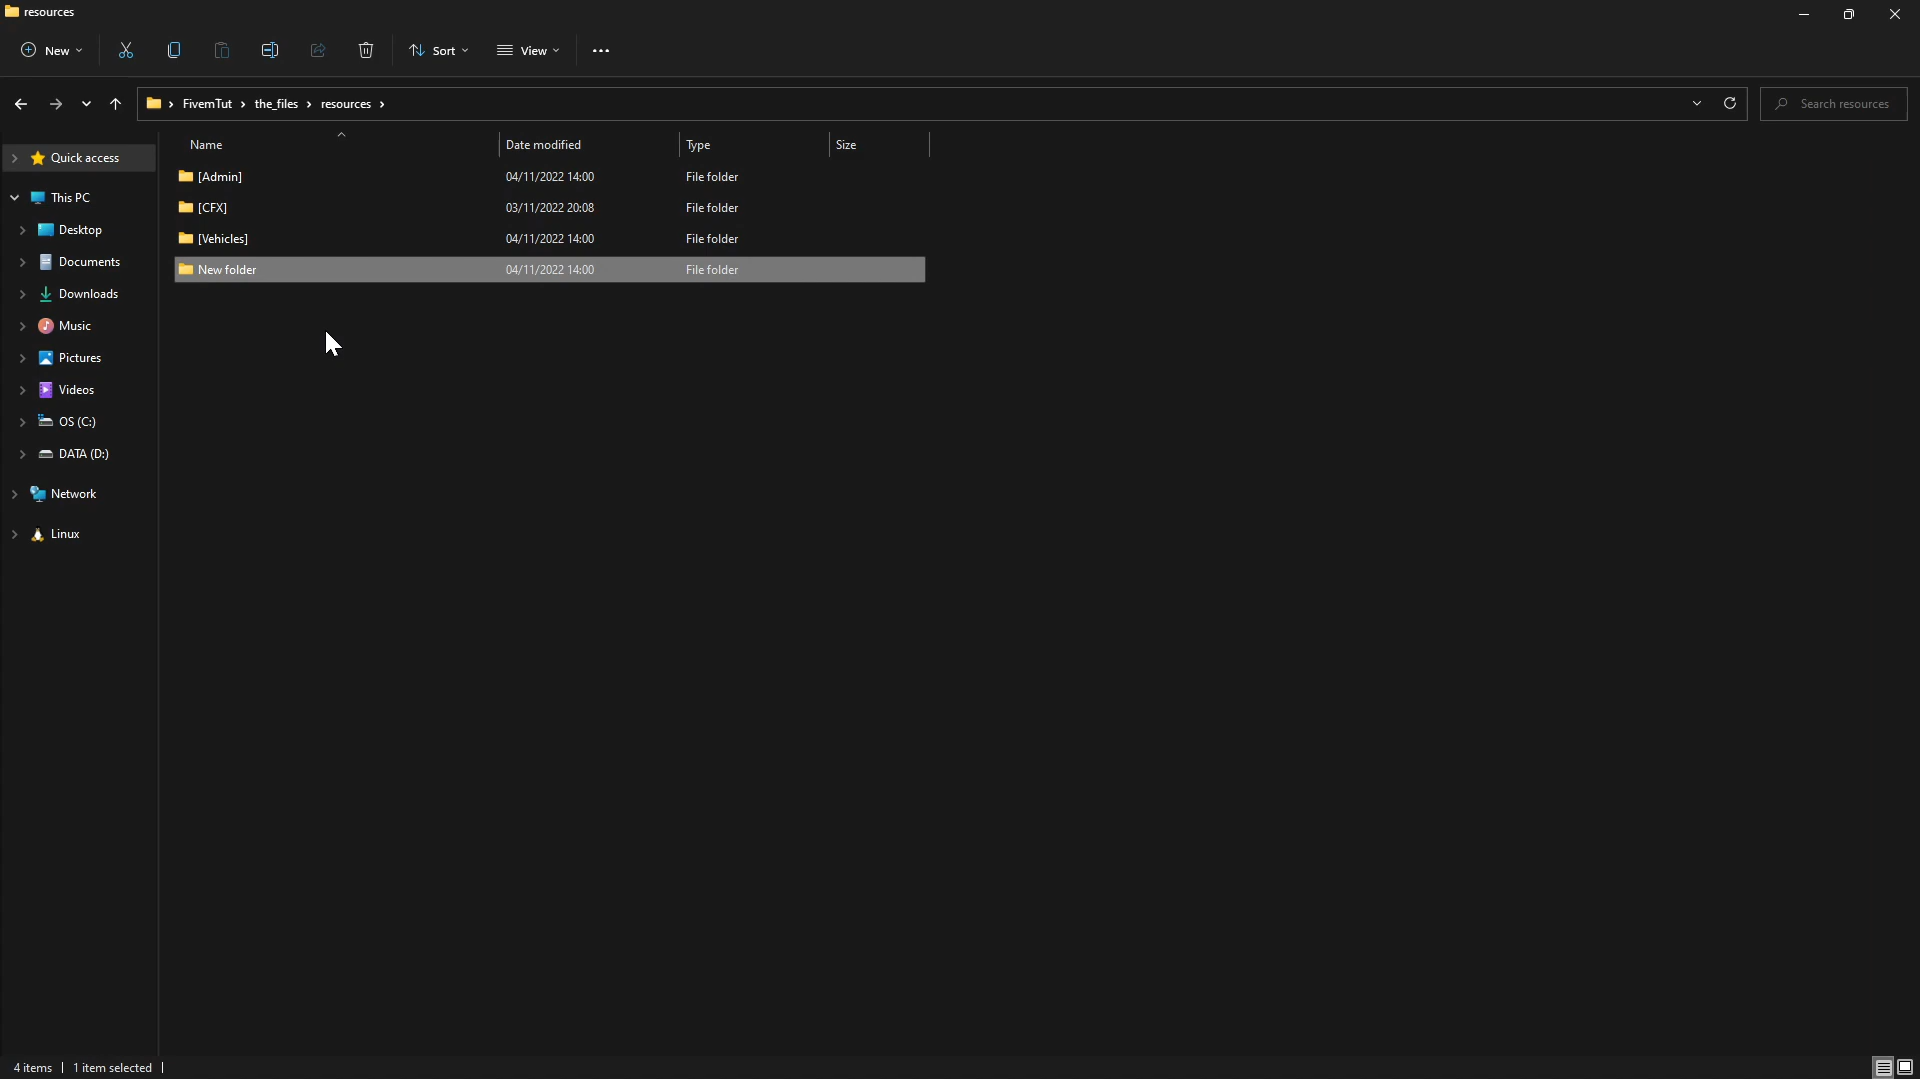 resources
New Sort View
FivemTut the_files resources Search resources
Name Date modified Type Size
Quick access
[Admin] 04/11/2022 14:00 File folder
This PC
[CFX] 03/11/2022 20:08 File folder
Desktop
[Vehicles] 04/11/2022 14:00 File folder
Documents
New folder 04/11/2022 14:00 File folder
Downloads
Music
Pictures
Videos
OS (C:)
DATA (D:)
Network
Linux
4 items 1 item selected